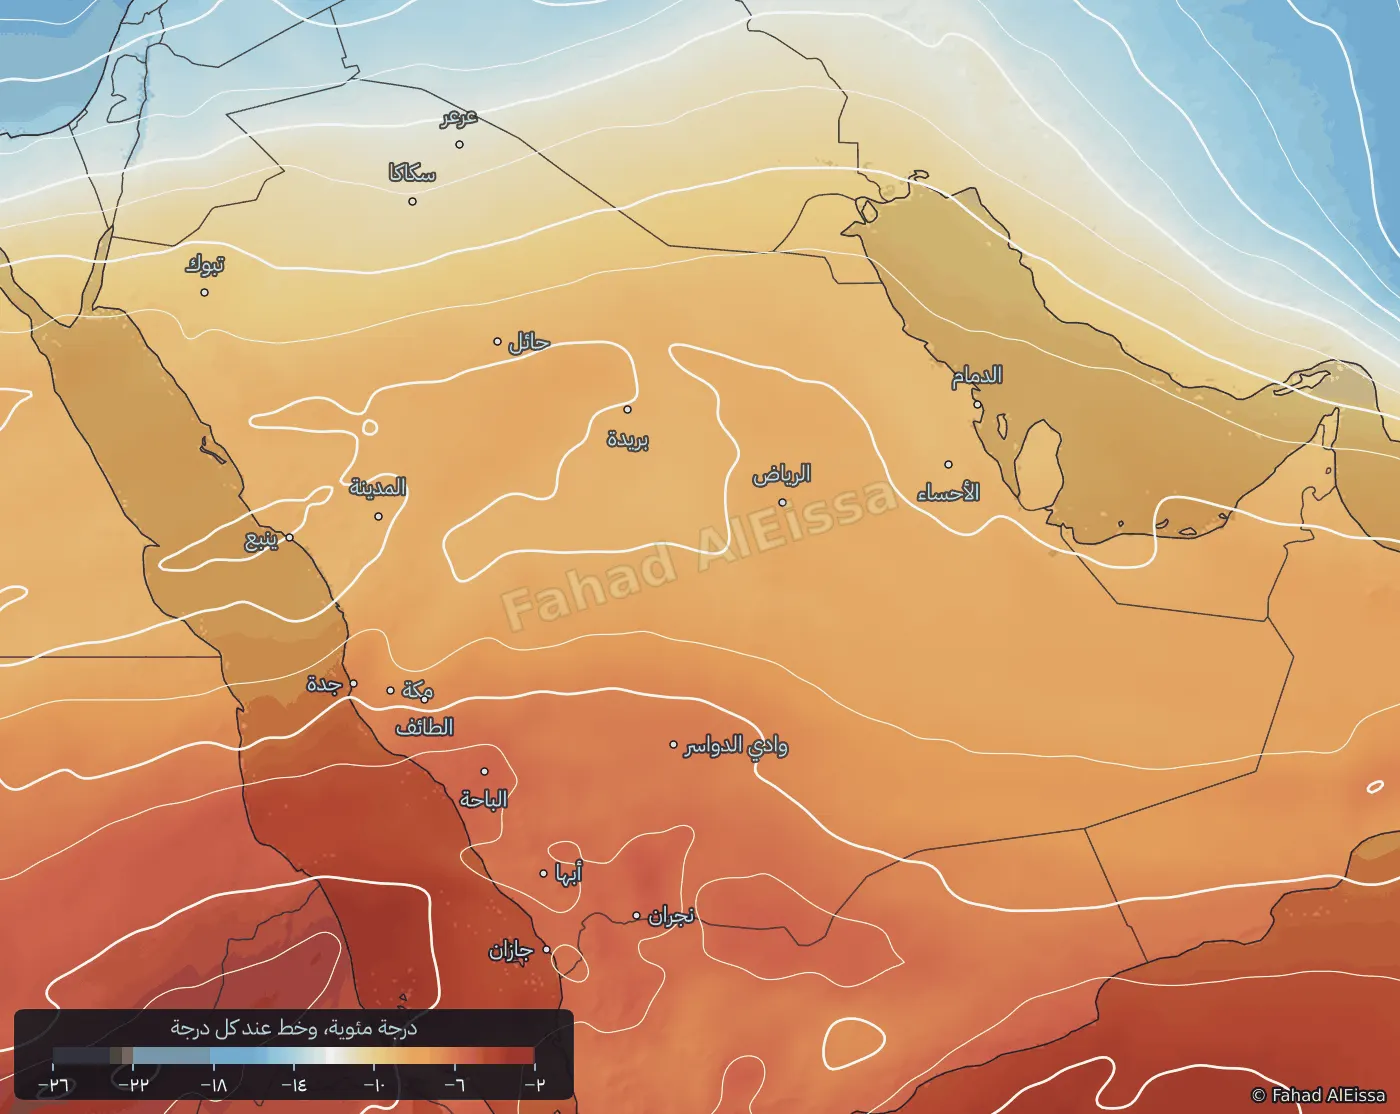 عرعر
سكاكا
تبوك
حائل
الدمام
بريدة
الرياض
المدينة
الأحساء
ينبع
Fahad AlEissa
جدة
مكة
الطائف
وادي الدواسر
الباحة
أبها
نجران
جازان
درجة مئوية، وخط عند كل درجة
−٢٦ −٢٢ −١٨ −١٤ −١٠ −٦ −٢
© Fahad AlEissa